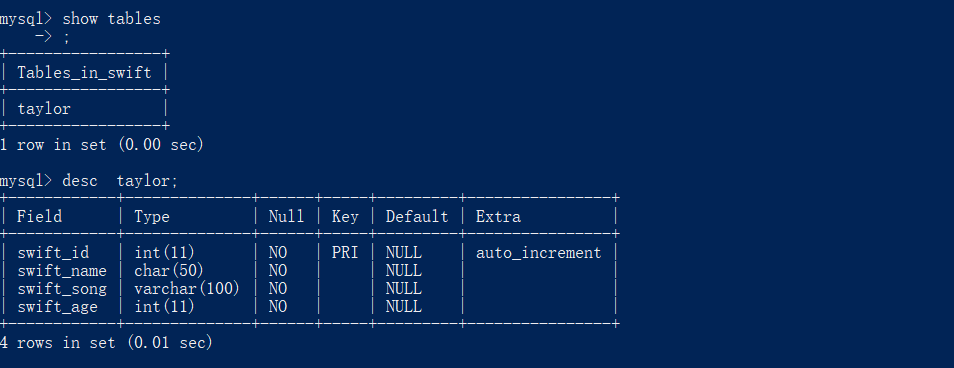 mysql> show tables
    -> ;
+-----------------+
| Tables_in_swift |
+-----------------+
| taylor          |
+-----------------+
1 row in set (0.00 sec)
mysql> desc  taylor;
+------------+--------------+------+-----+---------+----------------+
| Field      | Type         | Null | Key | Default | Extra          |
+------------+--------------+------+-----+---------+----------------+
| swift_id   | int(11)      | NO   | PRI | NULL    | auto_increment |
| swift_name | char(50)     | NO   |     | NULL    |                |
| swift_song | varchar(100) | NO   |     | NULL    |                |
| swift_age  | int(11)      | NO   |     | NULL    |                |
+------------+--------------+------+-----+---------+----------------+
4 rows in set (0.01 sec)